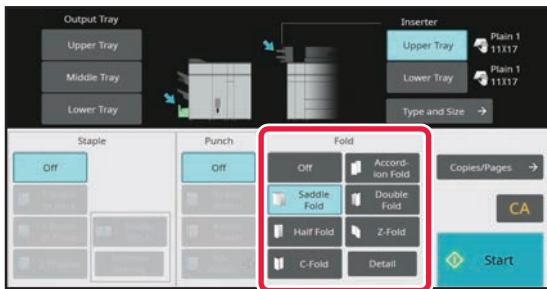 Output Tray
Upper Tray
Middle Tray
Lower Tray
Inserter
Upper Tray
Plain 1
11X17
Lower Tray
Plain 1
11X17
Type and Size
Staple
Off
Punch
Off
Fold
Off
Accord-
ion Fold
Saddle
Fold
Double
Fold
Half Fold
Z-Fold
C-Fold
Detail
Copies/Pages
CA
Start